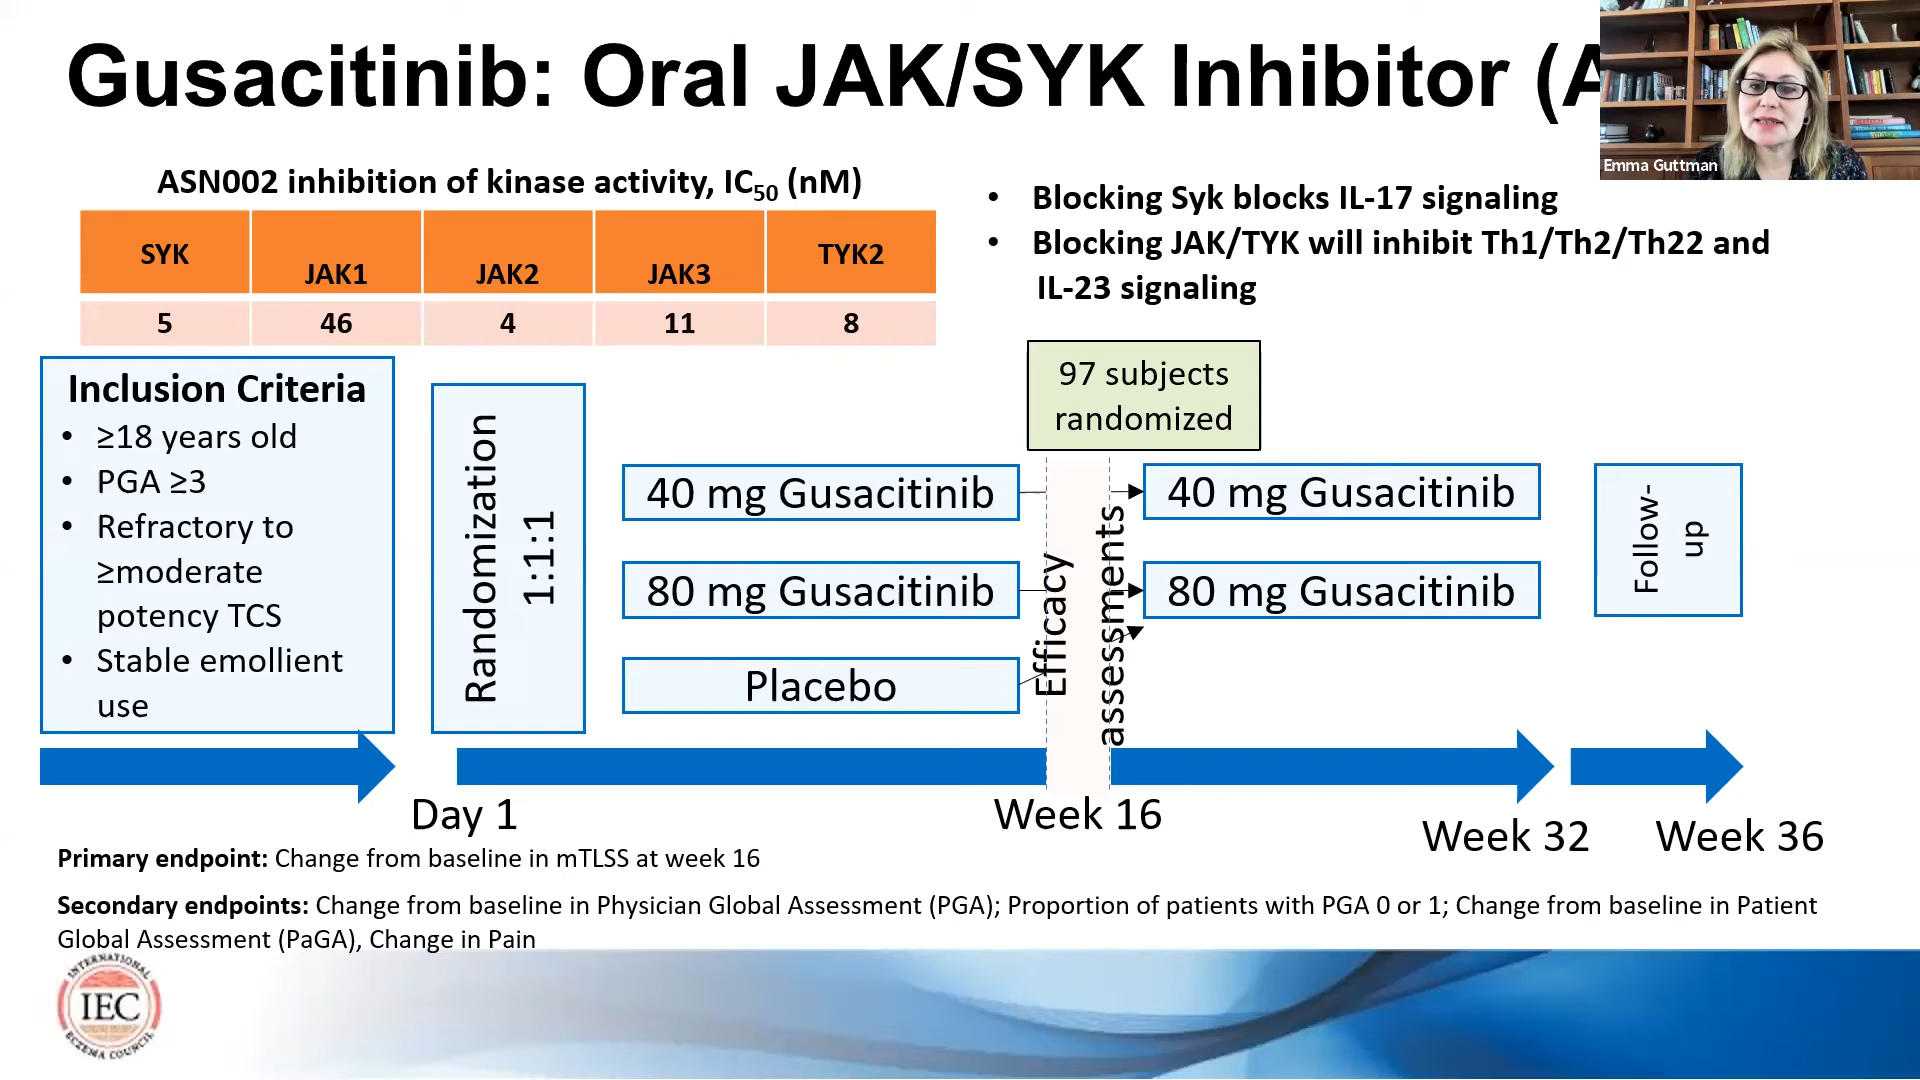 Gusacitinib: Oral JAK/SYK Inhibitor (A
Emma Guttman
ASN002 inhibition of kinase activity, IC50 (nM)
SYK JAK1 JAK2 JAK3 TYK2
5 46 4 11 8
• Blocking Syk blocks IL-17 signaling
• Blocking JAK/TYK will inhibit Th1/Th2/Th22 and
IL-23 signaling
Inclusion Criteria
• ≥18 years old
• PGA ≥3
• Refractory to
≥moderate
potency TCS
• Stable emollient
use
Randomization
1:1:1
97 subjects
randomized
40 mg Gusacitinib
80 mg Gusacitinib
Placebo
Efficacy
assessments
40 mg Gusacitinib
80 mg Gusacitinib
Follow-
up
Day 1
Week 16
Week 32
Week 36
Primary endpoint: Change from baseline in mTLSS at week 16
Secondary endpoints: Change from baseline in Physician Global Assessment (PGA); Proportion of patients with PGA 0 or 1; Change from baseline in Patient
Global Assessment (PaGA), Change in Pain
INTERNATIONAL
IEC
ECZEMA COUNCIL